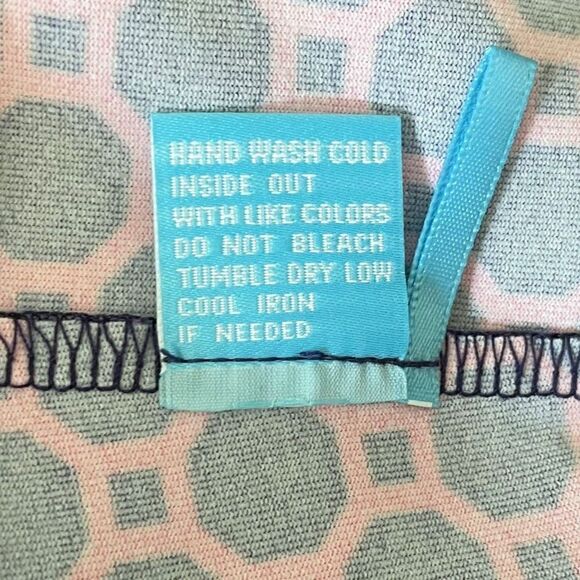 HAND WASH COLD
INSIDE OUT
WITH LIKE COLORS
DO NOT BLEACH
TUMBLE DRY LOW
COOL IRON
IF NEEDED